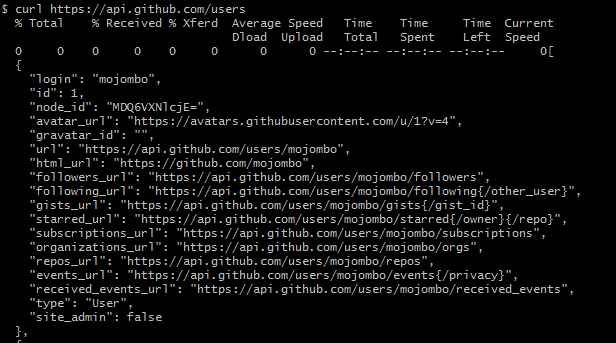 $ curl https://api.github.com/users
% Total % Received % Xferd Average Speed Time Time Time Current
Dload Upload Total Spent Left Speed
0 0 0 0 0 0 0 0 --:--:-- --:--:-- --:--:-- 0[
{
"login": "mojombo",
"id": 1,
"node_id": "MDQ6VXNlcjE=",
"avatar_url": "https://avatars.githubusercontent.com/u/1?v=4",
"gravatar_id": "",
"url": "https://api.github.com/users/mojombo",
"html_url": "https://github.com/mojombo",
"followers_url": "https://api.github.com/users/mojombo/followers",
"following_url": "https://api.github.com/users/mojombo/following{/other_user}",
"gists_url": "https://api.github.com/users/mojombo/gists{/gist_id}",
"starred_url": "https://api.github.com/users/mojombo/starred{/owner}{/repo}",
"subscriptions_url": "https://api.github.com/users/mojombo/subscriptions",
"organizations_url": "https://api.github.com/users/mojombo/orgs",
"repos_url": "https://api.github.com/users/mojombo/repos",
"events_url": "https://api.github.com/users/mojombo/events{/privacy}",
"received_events_url": "https://api.github.com/users/mojombo/received_events",
"type": "User",
"site_admin": false
},
{